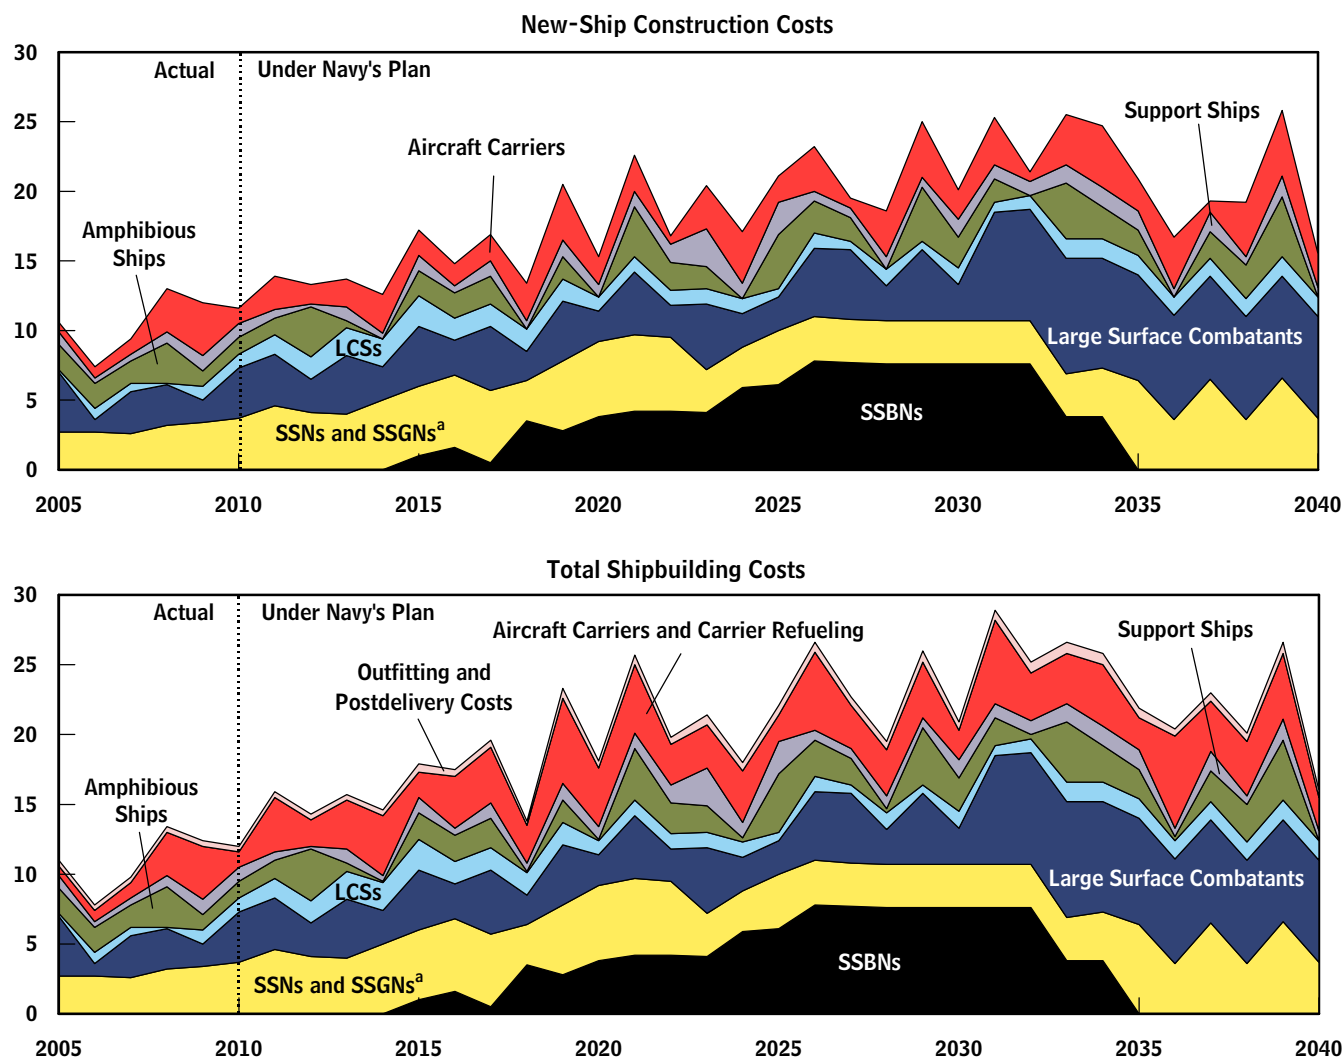 New-Ship Construction Costs
30
Actual
Under Navy's Plan
25
Support Ships
Aircraft Carriers
20
Amphibious
Ships
15
10
LCSs
Large Surface Combatants
5
SSBNs
SSNs and SSGNsᵃ
0
2005 2010 2015 2020 2025 2030 2035 2040
Total Shipbuilding Costs
30
Actual
Under Navy's Plan
Aircraft Carriers and Carrier Refueling
Support Ships
25
Outfitting and
Postdelivery Costs
20
Amphibious
Ships
15
10
LCSs
Large Surface Combatants
5
SSBNs
SSNs and SSGNsᵃ
0
2005 2010 2015 2020 2025 2030 2035 2040